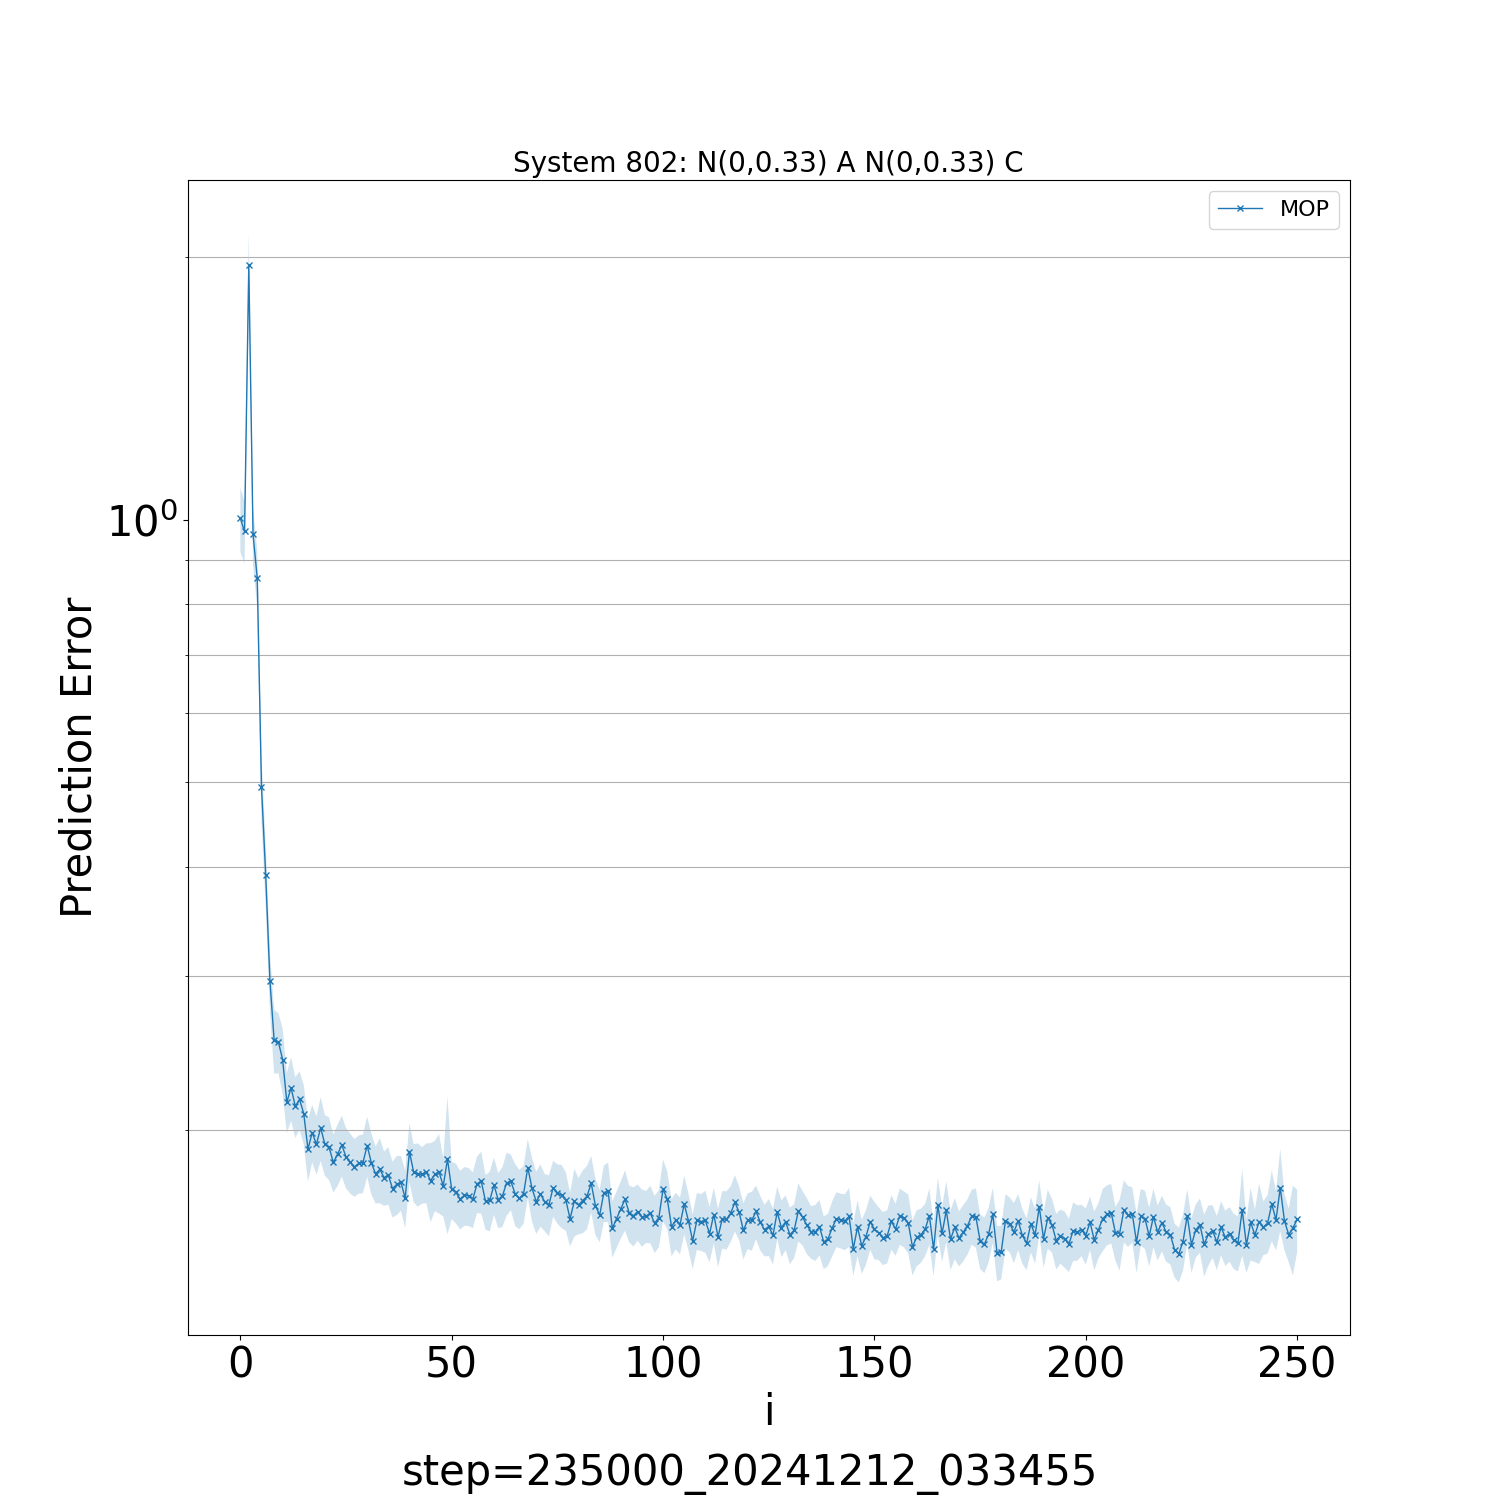 System 802: N(0,0.33) A N(0,0.33) C
MOP
10⁰
Prediction Error
0 50 100 150 200 250
i
step=235000_20241212_033455